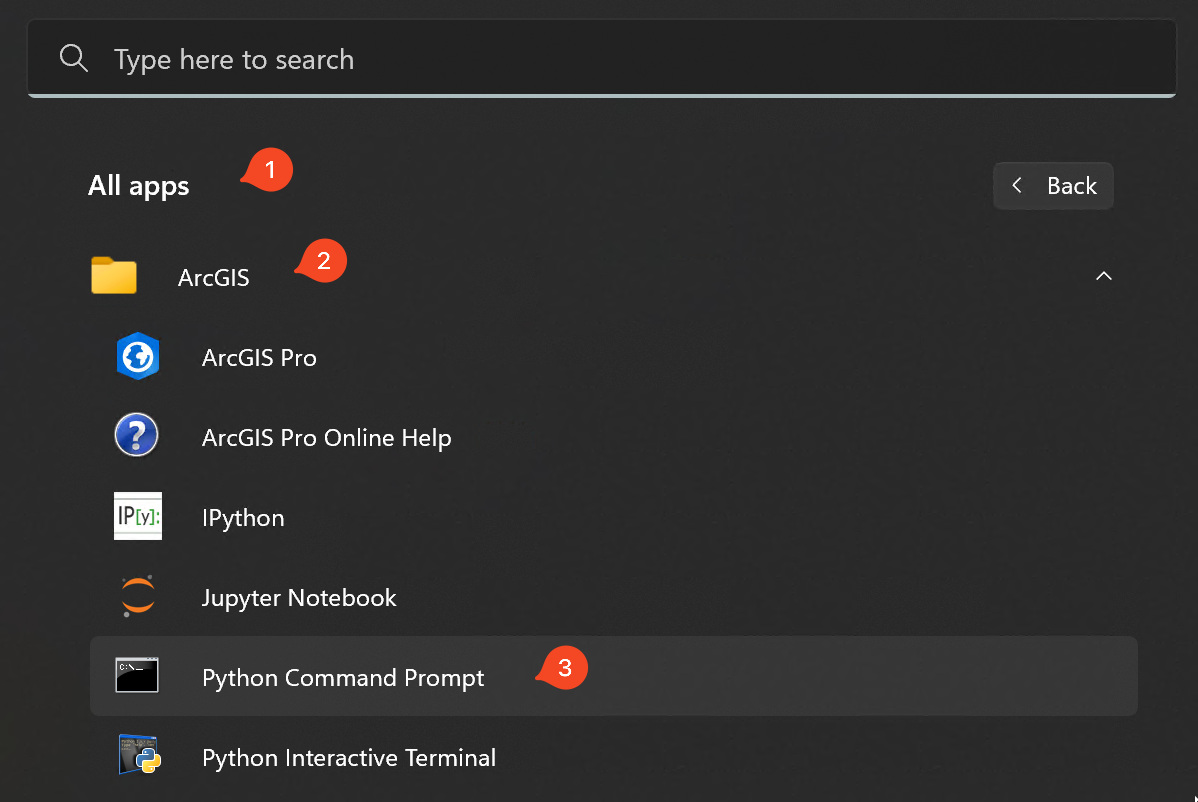 Type here to search
All apps
1
Back
ArcGIS
2
ArcGIS Pro
?
ArcGIS Pro Online Help
IP[y]:
IPython
Jupyter Notebook
C:\_
Python Command Prompt
3
Python Interactive Terminal